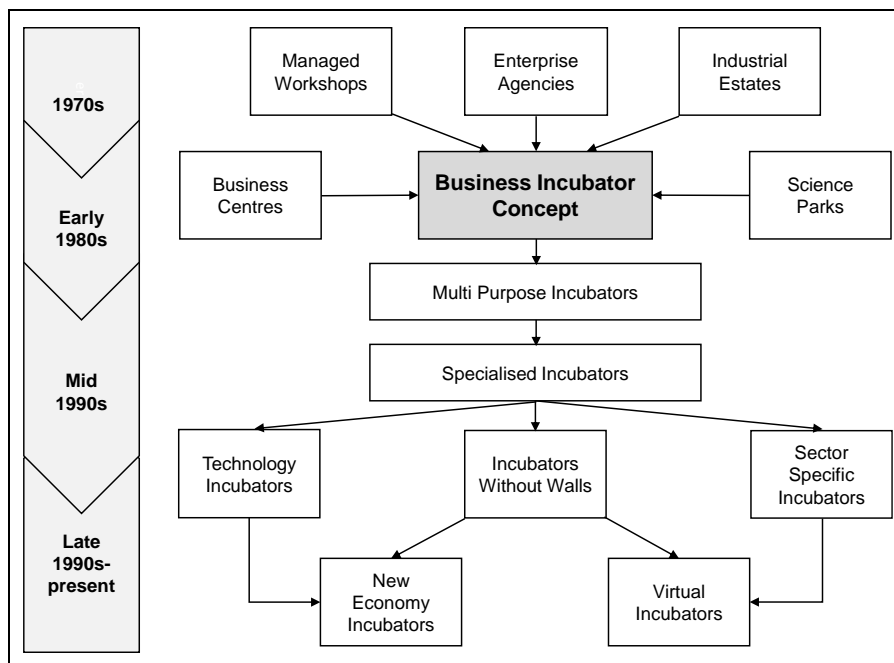 1970s
Managed
Workshops
Enterprise
Agencies
Industrial
Estates
Early
1980s
Business
Centres
Business Incubator
Concept
Science
Parks
Multi Purpose Incubators
Mid
1990s
Specialised Incubators
Technology
Incubators
Incubators
Without Walls
Sector
Specific
Incubators
Late
1990s-
present
New
Economy
Incubators
Virtual
Incubators